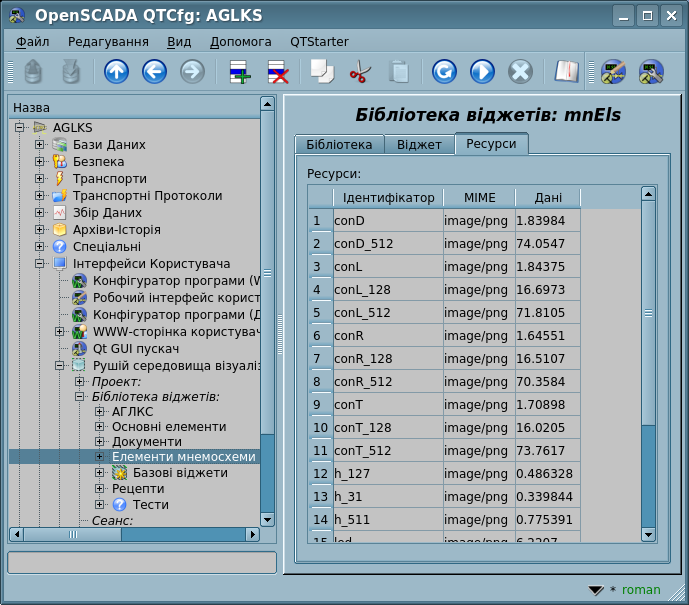 OpenSCADA QTCfg: AGLKS
Файл Редагування Вид Допомога QTStarter
Назва
AGLKS
Бази Даних
Безпека
Транспорти
Транспортні Протоколи
Збір Даних
Архіви-Історія
Спеціальні
Інтерфейси Користувача
Конфігуратор програми (W
Робочий інтерфейс корист
Конфігуратор програми (Д
WWW-сторінка користувач
Qt GUI пускач
Рушій середовища візуаліз
Проект:
Бібліотека віджетів:
АГЛКС
Основні елементи
Документи
Елементи мнемосхеми
Базові віджети
Рецепти
Тести
Сеанс:
Бібліотека віджетів: mnEls
Бібліотека Віджет Ресурси
Ресурси:
Ідентифікатор MIME Дані
1 conD image/png 1.83984
2 conD_512 image/png 74.0547
3 conL image/png 1.84375
4 conL_128 image/png 16.6973
5 conL_512 image/png 71.8105
6 conR image/png 1.64551
7 conR_128 image/png 16.5107
8 conR_512 image/png 70.3584
9 conT image/png 1.70898
10 conT_128 image/png 16.0205
11 conT_512 image/png 73.7617
12 h_127 image/png 0.486328
13 h_31 image/png 0.339844
14 h_511 image/png 0.775391
15 led image/png
* roman